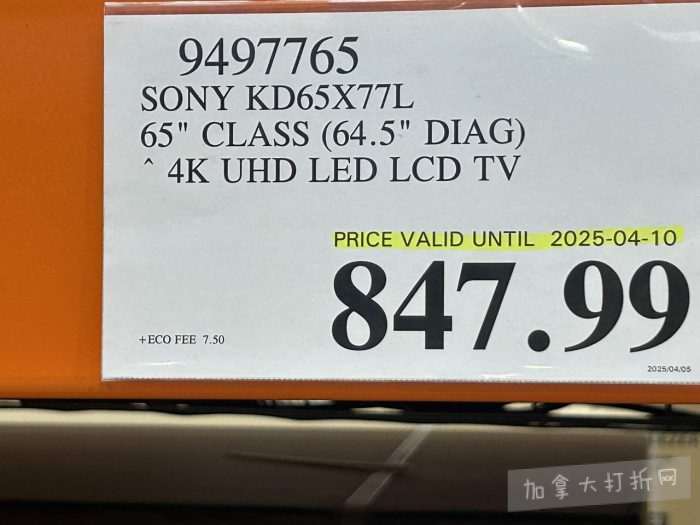 9497765
SONY KD65X77L
65" CLASS (64.5" DIAG)
^ 4K UHD LED LCD TV
PRICE VALID UNTIL 2025-04-10
847.99
+ECO FEE 7.50
2025/04/05
加拿大打折网